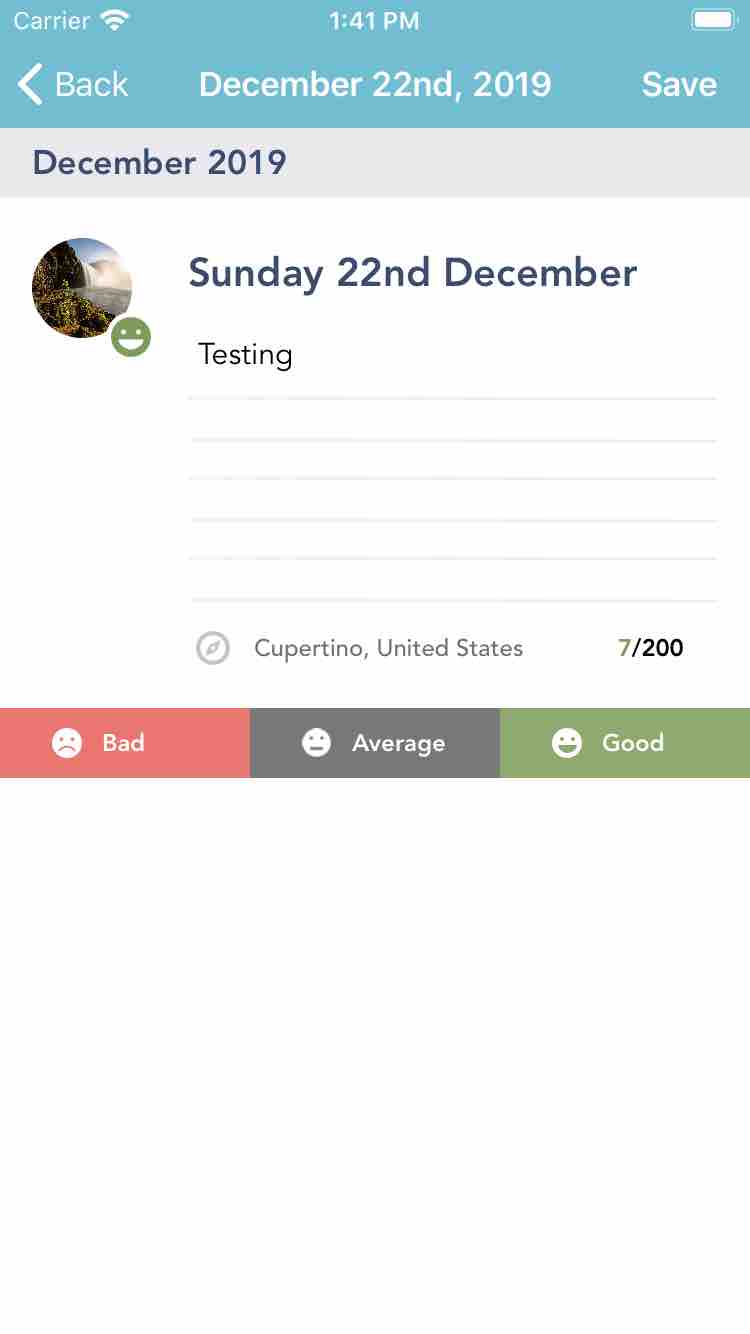 Carrier 1:41 PM
Back December 22nd, 2019 Save
December 2019
Sunday 22nd December
Testing
Cupertino, United States 7/200
Bad Average Good